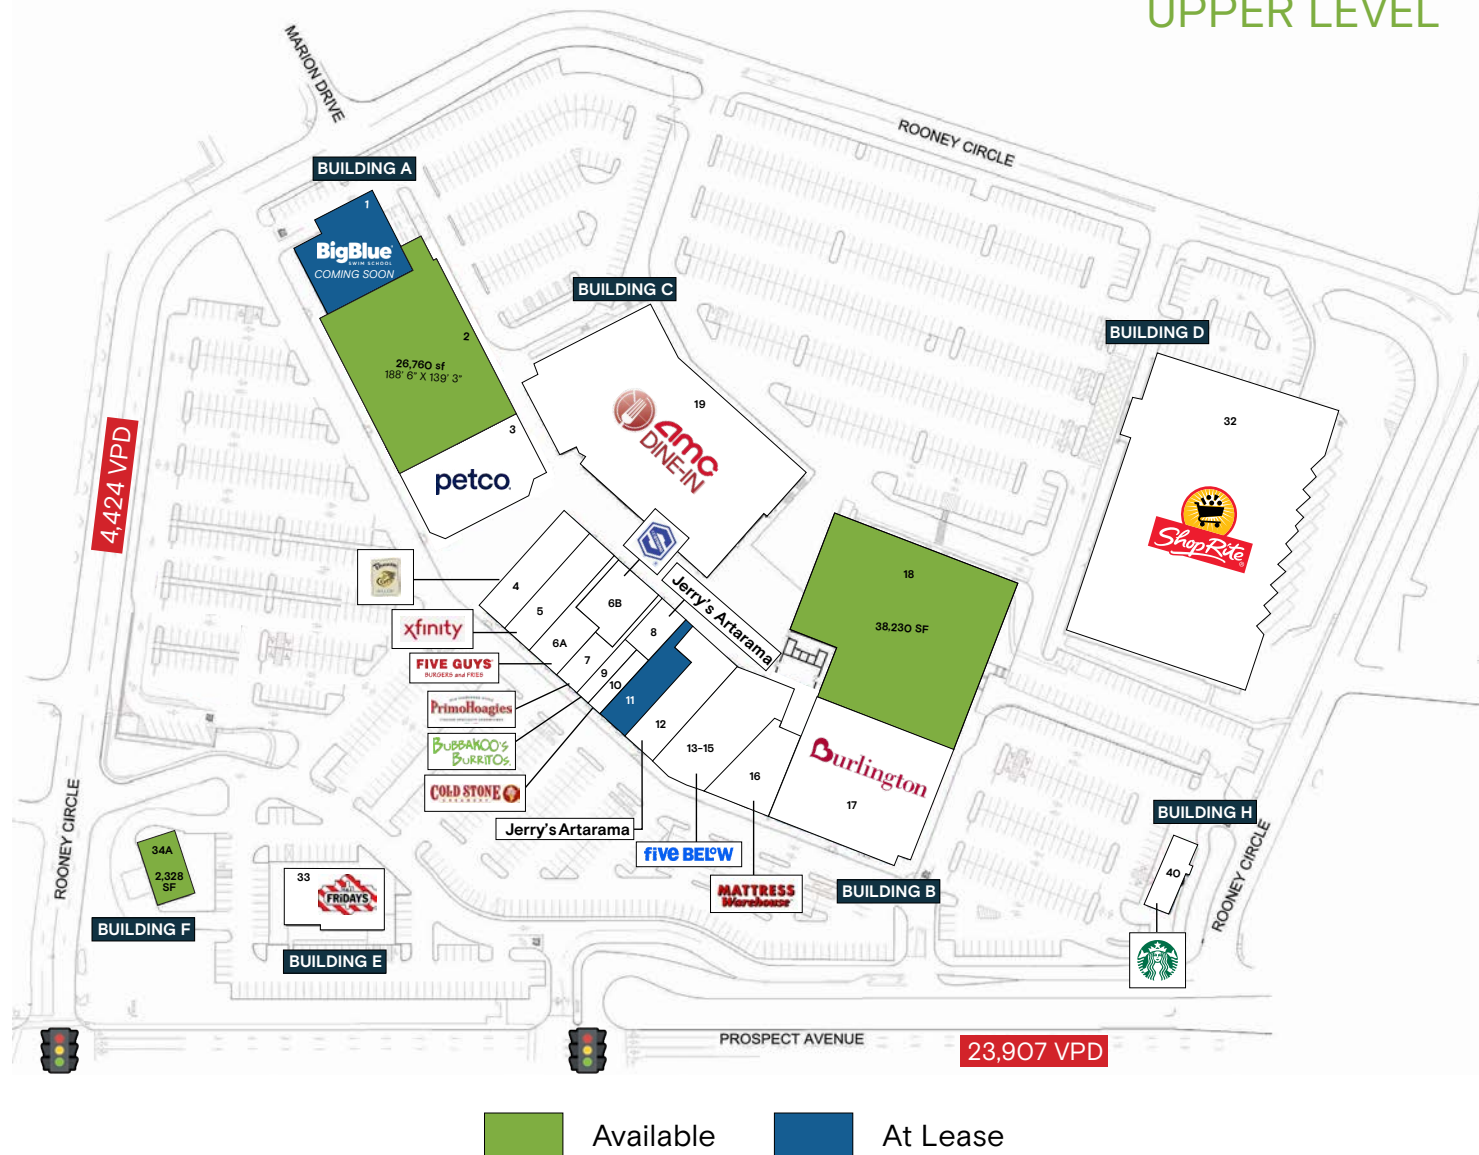 UPPER LEVEL
MARION DRIVE
ROONEY CIRCLE
BUILDING A
1
BigBlue
SWIM SCHOOL
COMING SOON
BUILDING C
2
26,760 sf
188' 6" X 139' 3"
BUILDING D
3
petco
19
amc
DINE-IN
32
ShopRite
4,424 VPD
18
38,230 SF
4
5
6A
6B
7
8
9
10
11
12
13-15
16
17
Jerry's Artarama
xfinity
FIVE GUYS
BURGERS and FRIES
PrimoHoagies
BUBBAKOO'S
BURRITOS
COLD STONE
CREAMERY
Jerry's Artarama
five BELOW
MATTRESS
Warehouse
Burlington
BUILDING B
BUILDING H
40
ROONEY CIRCLE
ROONEY CIRCLE
34A
2,328
SF
BUILDING F
33
FRiDAYS
BUILDING E
PROSPECT AVENUE
23,907 VPD
Available
At Lease